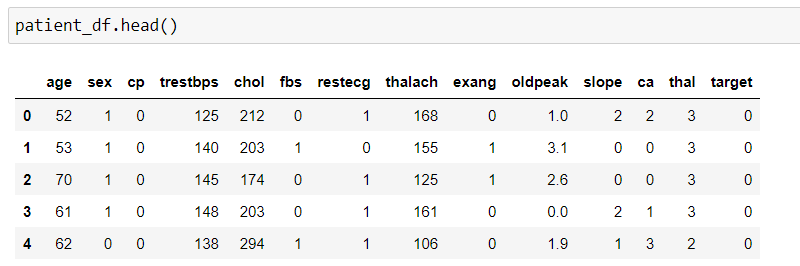 patient_df.head()
age sex cp trestbps chol fbs restecg thalach exang oldpeak slope ca thal target
0 52 1 0 125 212 0 1 168 0 1.0 2 2 3 0
1 53 1 0 140 203 1 0 155 1 3.1 0 0 3 0
2 70 1 0 145 174 0 1 125 1 2.6 0 0 3 0
3 61 1 0 148 203 0 1 161 0 0.0 2 1 3 0
4 62 0 0 138 294 1 1 106 0 1.9 1 3 2 0